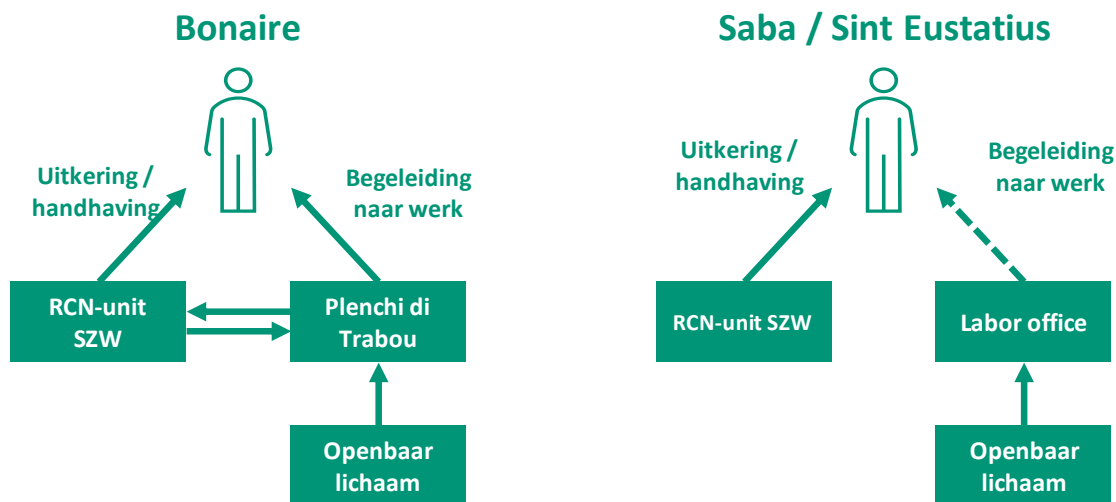 Bonaire
Uitkering /
handhaving
Begeleiding
naar werk
RCN-unit
SZW
Plenchi di
Trabou
Openbaar
lichaam
Saba / Sint Eustatius
Uitkering /
handhaving
Begeleiding
naar werk
RCN-unit SZW
Labor office
Openbaar
lichaam